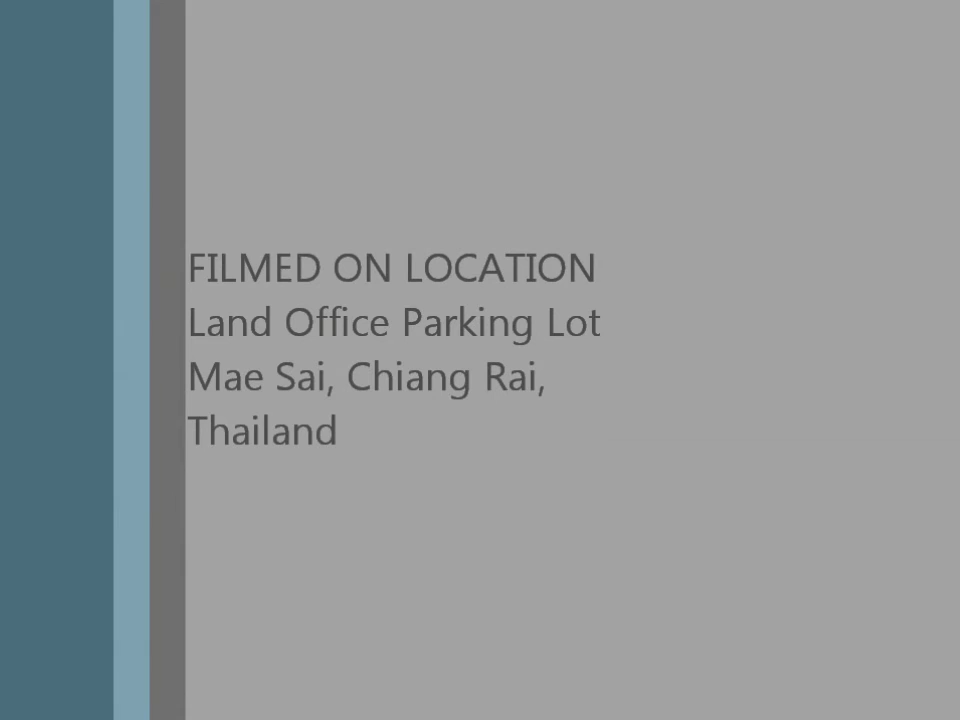 FILMED ON LOCATION
Land Office Parking Lot
Mae Sai, Chiang Rai,
Thailand